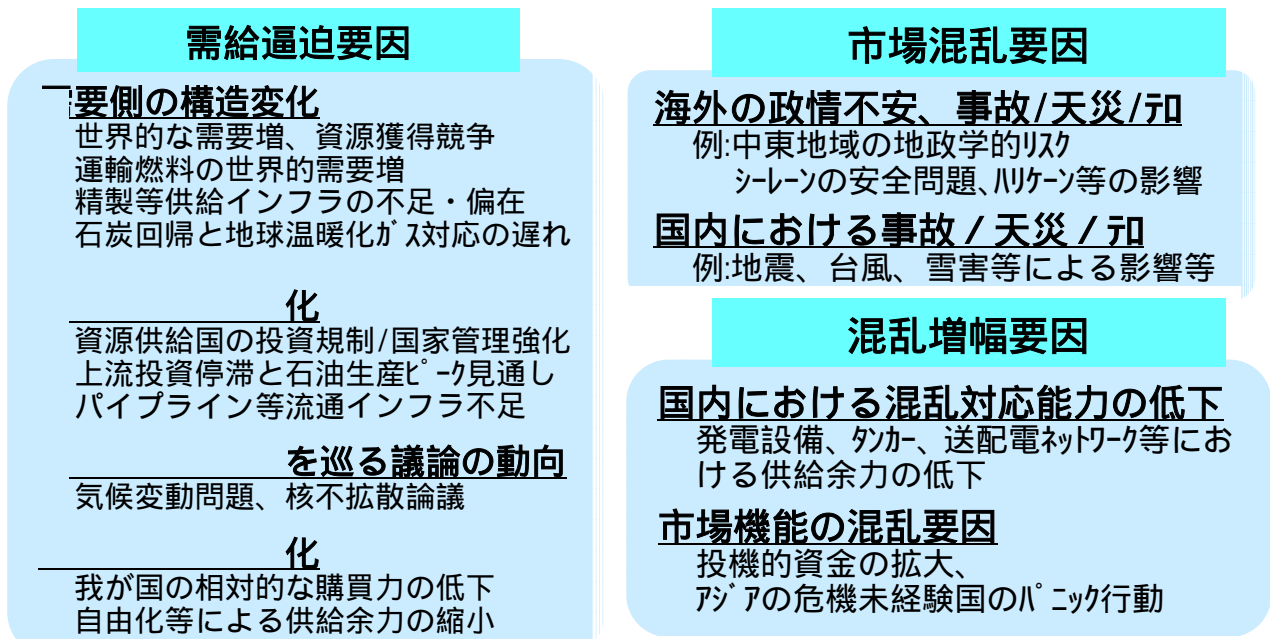 需給逼迫要因
要側の構造変化
世界的な需要増、資源獲得競争
運輸燃料の世界的需要増
精製等供給インフラの不足・偏在
石炭回帰と地球温暖化ｶﾞｽ対応の遅れ
化
資源供給国の投資規制/国家管理強化
上流投資停滞と石油生産ﾋﾟｰｸ見通し
パイプライン等流通インフラ不足
を巡る議論の動向
気候変動問題、核不拡散論議
化
我が国の相対的な購買力の低下
自由化等による供給余力の縮小
市場混乱要因
海外の政情不安、事故/天災/ﾃﾛ
例:中東地域の地政学的ﾘｽｸ
ｼｰﾚｰﾝの安全問題､ﾊﾘｹｰﾝ等の影響
国内における事故／天災／ﾃﾛ
例:地震、台風、雪害等による影響等
混乱増幅要因
国内における混乱対応能力の低下
発電設備、ﾀﾝｶｰ、送配電ﾈｯﾄﾜｰｸ等にお
ける供給余力の低下
市場機能の混乱要因
投機的資金の拡大、
ｱｼﾞｱの危機未経験国のﾊﾟﾆｯｸ行動